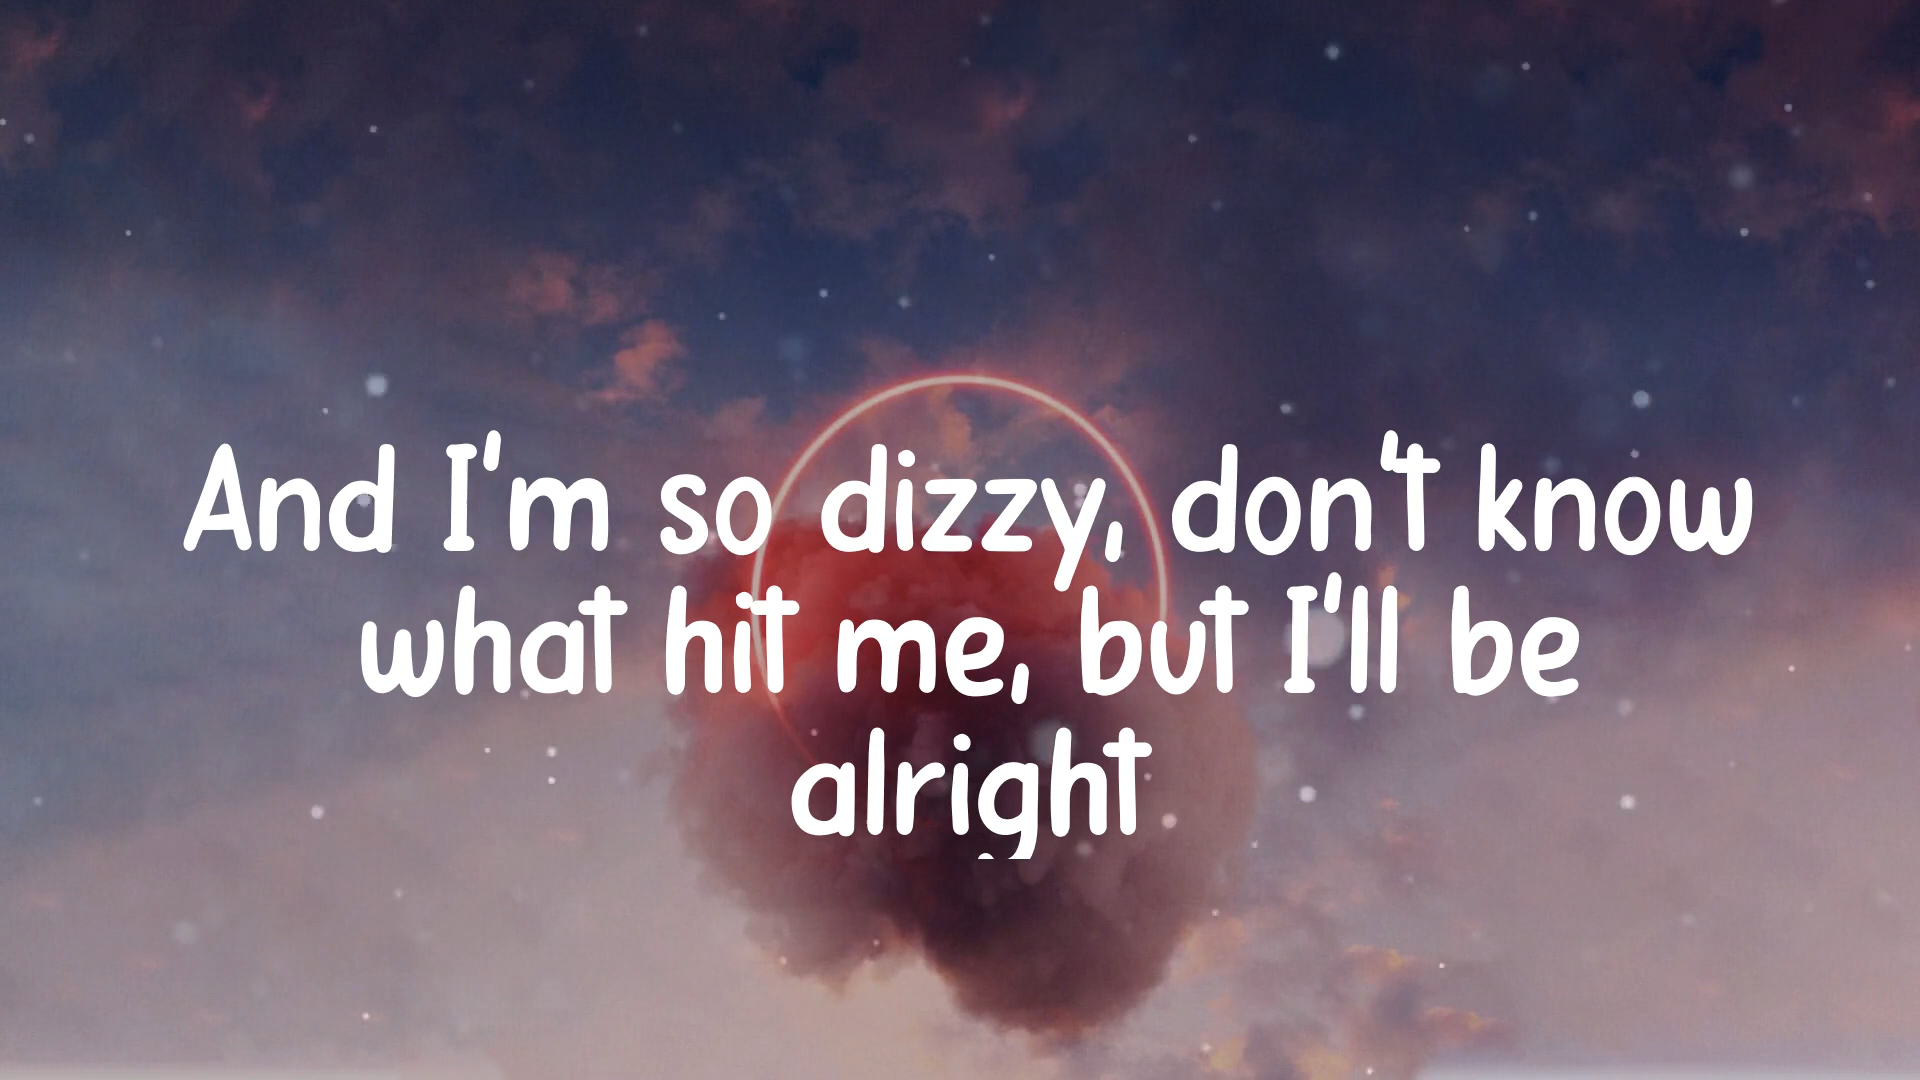 And I'm so dizzy, don't know
what hit me, but I'll be
alright